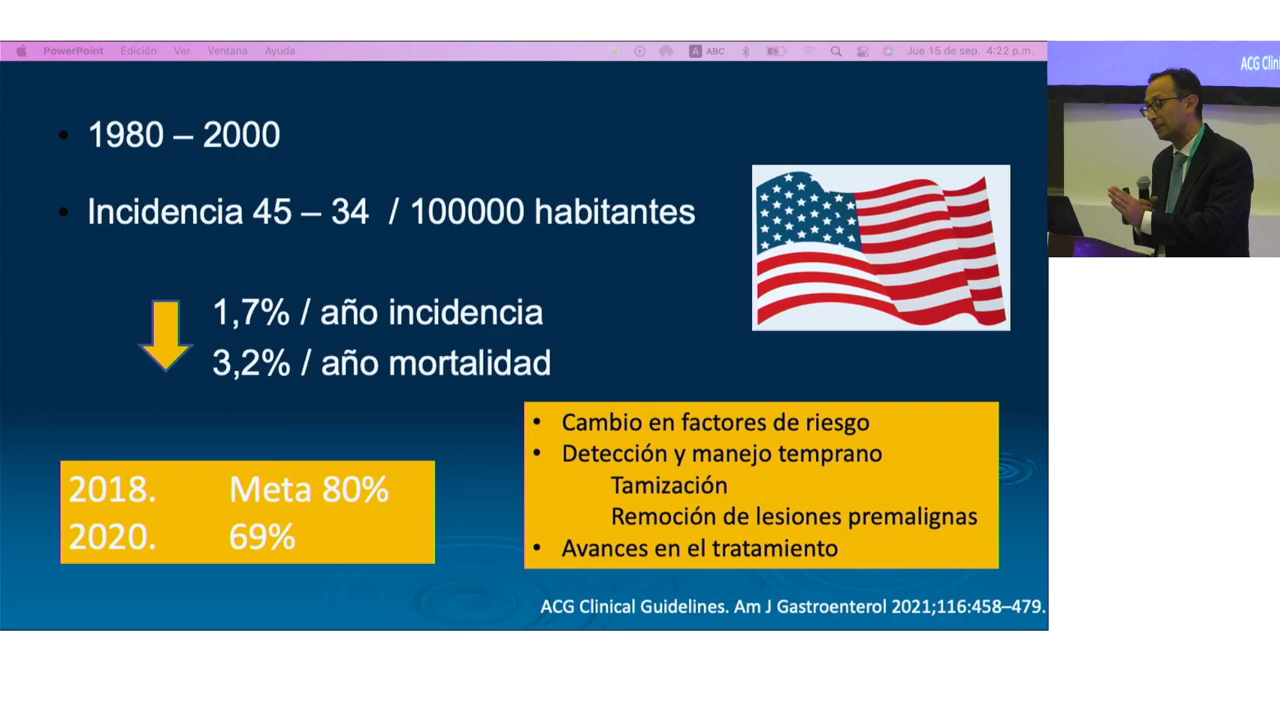 PowerPoint Edición Ver Ventana Ayuda A ABC Jue 15 de sep. 4:22 p.m.
ACG Clin
• 1980 – 2000
• Incidencia 45 – 34 / 100000 habitantes
1,7% / año incidencia
3,2% / año mortalidad
• Cambio en factores de riesgo
• Detección y manejo temprano
Tamización
Remoción de lesiones premalignas
• Avances en el tratamiento
2018. Meta 80%
2020. 69%
ACG Clinical Guidelines. Am J Gastroenterol 2021;116:458–479.